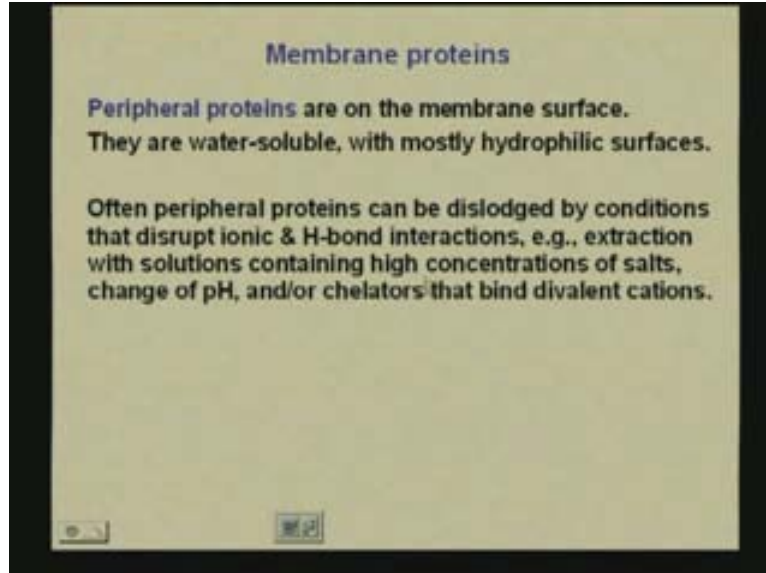 Membrane proteins
Peripheral proteins are on the membrane surface.
They are water-soluble, with mostly hydrophilic surfaces.
Often peripheral proteins can be dislodged by conditions
that disrupt ionic & H-bond interactions, e.g., extraction
with solutions containing high concentrations of salts,
change of pH, and/or chelators that bind divalent cations.